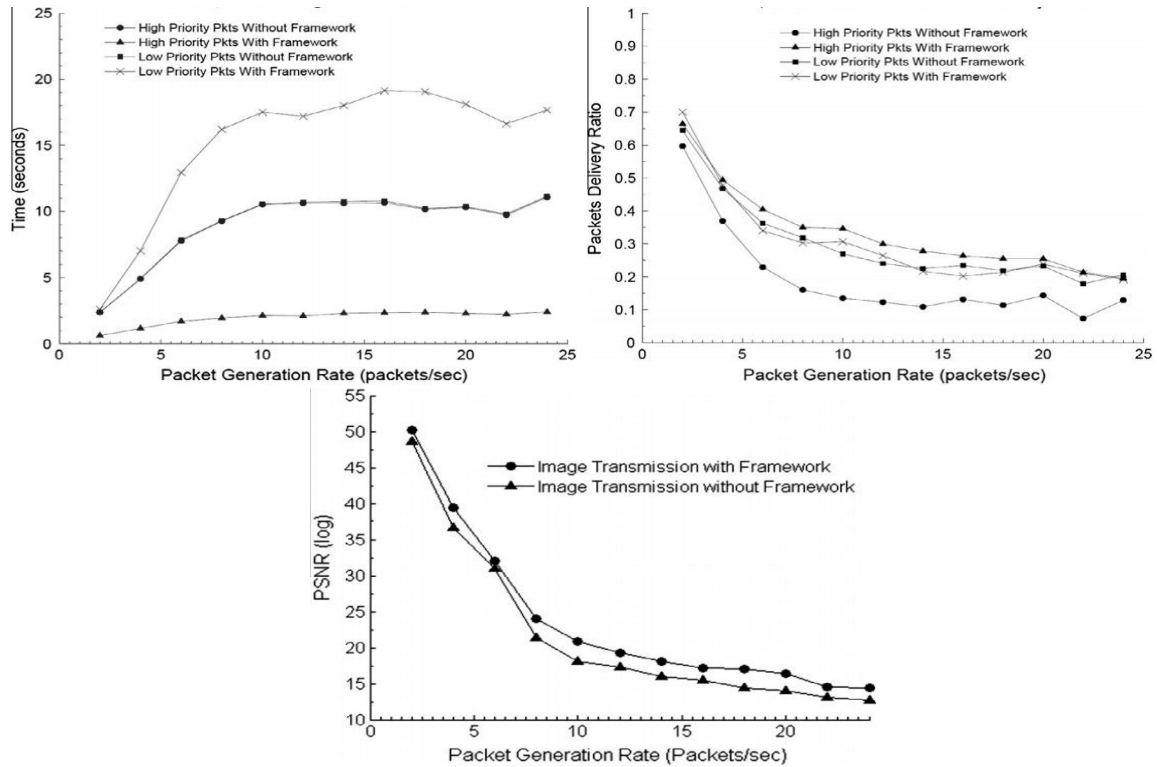 High Priority Pkts Without Framework
High Priority Pkts With Framework
Low Priority Pkts Without Framework
Low Priority Pkts With Framework
Time (seconds)
25
20
15
10
5
0
0 5 10 15 20 25
Packet Generation Rate (packets/sec)
High Priority Pkts Without Framework
High Priority Pkts With Framework
Low Priority Pkts Without Framework
Low Priority Pkts With Framework
Packets Delivery Ratio
1
0.9
0.8
0.7
0.6
0.5
0.4
0.3
0.2
0.1
0
0 5 10 15 20 25
Packet Generation Rate (packets/sec)
Image Transmission with Framework
Image Transmission without Framework
PSNR (log)
55
50
45
40
35
30
25
20
15
10
0 5 10 15 20
Packet Generation Rate (Packets/sec)